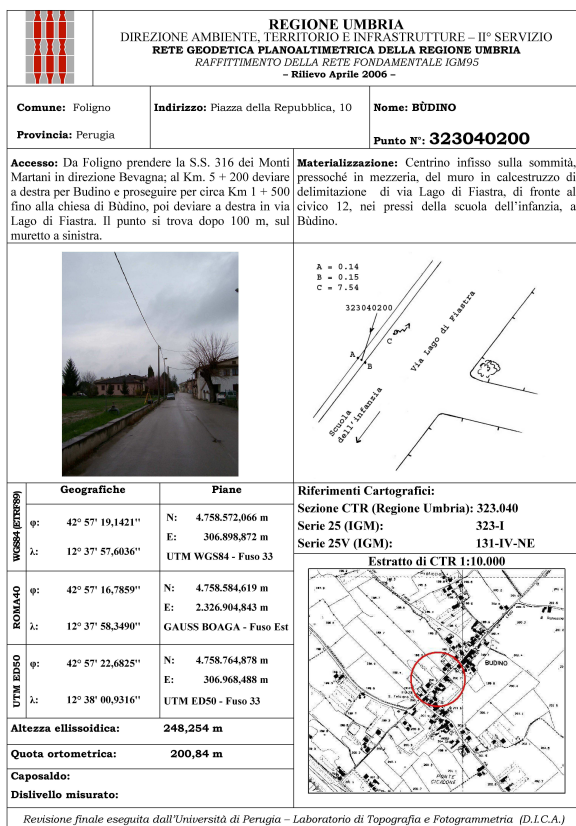 REGIONE UMBRIA
DIREZIONE AMBIENTE, TERRITORIO E INFRASTRUTTURE – II° SERVIZIO
RETE GEODETICA PLANOALTIMETRICA DELLA REGIONE UMBRIA
RAFFITTIMENTO DELLA RETE FONDAMENTALE IGM95
– Rilievo Aprile 2006 –
Comune: Foligno
Provincia: Perugia
Indirizzo: Piazza della Repubblica, 10
Nome: BÙDINO
Punto N°: 323040200
Accesso: Da Foligno prendere la S.S. 316 dei Monti
Martani in direzione Bevagna; al Km. 5 + 200 deviare
a destra per Budino e proseguire per circa Km 1 + 500
fino alla chiesa di Bùdino, poi deviare a destra in via
Lago di Fiastra. Il punto si trova dopo 100 m, sul
muretto a sinistra.
Materializzazione: Centrino infisso sulla sommità,
pressoché in mezzeria, del muro in calcestruzzo di
delimitazione di via Lago di Fiastra, di fronte al
civico 12, nei pressi della scuola dell'infanzia, a
Bùdino.
A = 0.14
B = 0.15
C = 7.54
323040200
C
A
B
Via Lago di Fiastra
Scuola
dell'infanzia
Geografiche
Piane
WGS84 (ETRF89)
φ: 42° 57' 19,1421''
λ: 12° 37' 57,6036''
N: 4.758.572,066 m
E: 306.898,872 m
UTM WGS84 - Fuso 33
ROMA40
φ: 42° 57' 16,7859''
λ: 12° 37' 58,3490''
N: 4.758.584,619 m
E: 2.326.904,843 m
GAUSS BOAGA - Fuso Est
UTM ED50
φ: 42° 57' 22,6825''
λ: 12° 38' 00,9316''
N: 4.758.764,878 m
E: 306.968,488 m
UTM ED50 - Fuso 33
Altezza ellissoidica: 248,254 m
Quota ortometrica: 200,84 m
Caposaldo:
Dislivello misurato:
Riferimenti Cartografici:
Sezione CTR (Regione Umbria): 323.040
Serie 25 (IGM): 323-I
Serie 25V (IGM): 131-IV-NE
Estratto di CTR 1:10.000
BUDINO
PONTE
CICADONE
Revisione finale eseguita dall'Università di Perugia – Laboratorio di Topografia e Fotogrammetria (D.I.C.A.)